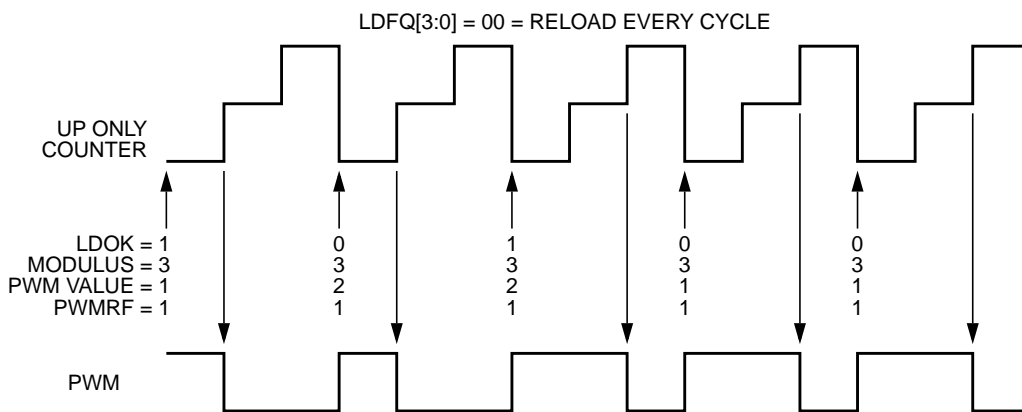 LDFQ[3:0] = 00 = RELOAD EVERY CYCLE
UP ONLY
COUNTER
LDOK = 1 0 1 0 0
MODULUS = 3 3 3 3 3
PWM VALUE = 1 2 2 1 1
PWMRF = 1 1 1 1 1
PWM